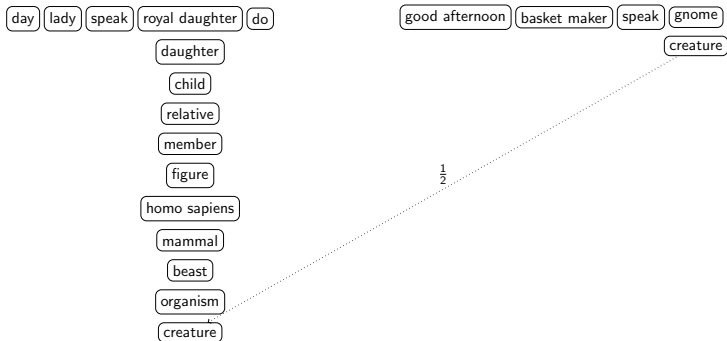 day lady speak royal daughter do good afternoon basket maker speak gnome
daughter creature
child
relative
member
figure
1/2
homo sapiens
mammal
beast
organism
creature